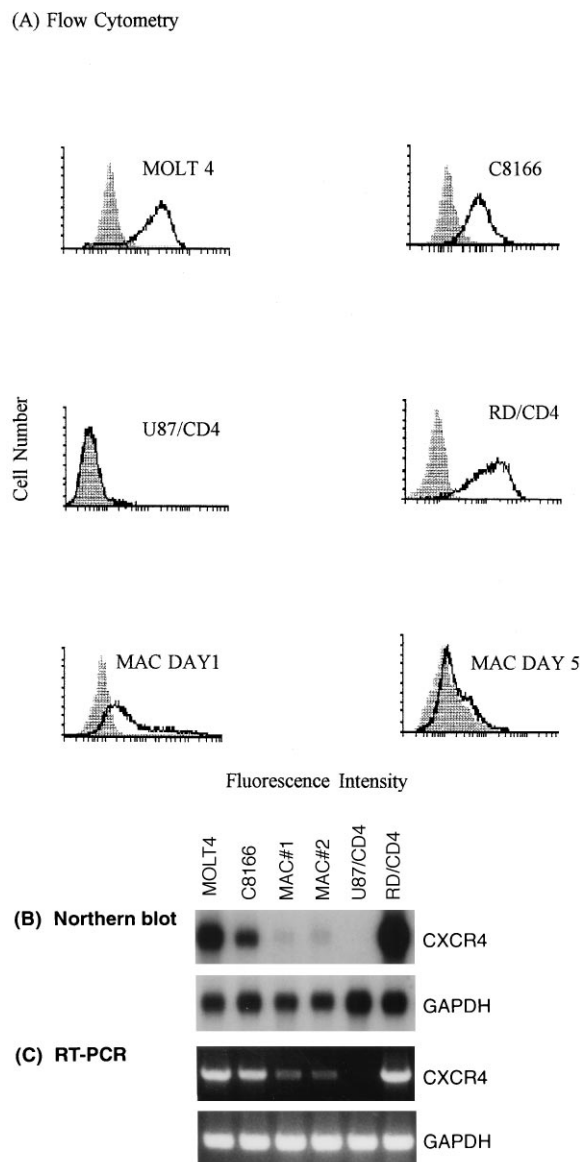 (A) Flow Cytometry
MOLT 4
C8166
Cell Number
U87/CD4
RD/CD4
MAC DAY1
MAC DAY 5
Fluorescence Intensity
MOLT4
C8166
MAC#1
MAC#2
U87/CD4
RD/CD4
(B) Northern blot
CXCR4
GAPDH
(C) RT-PCR
CXCR4
GAPDH